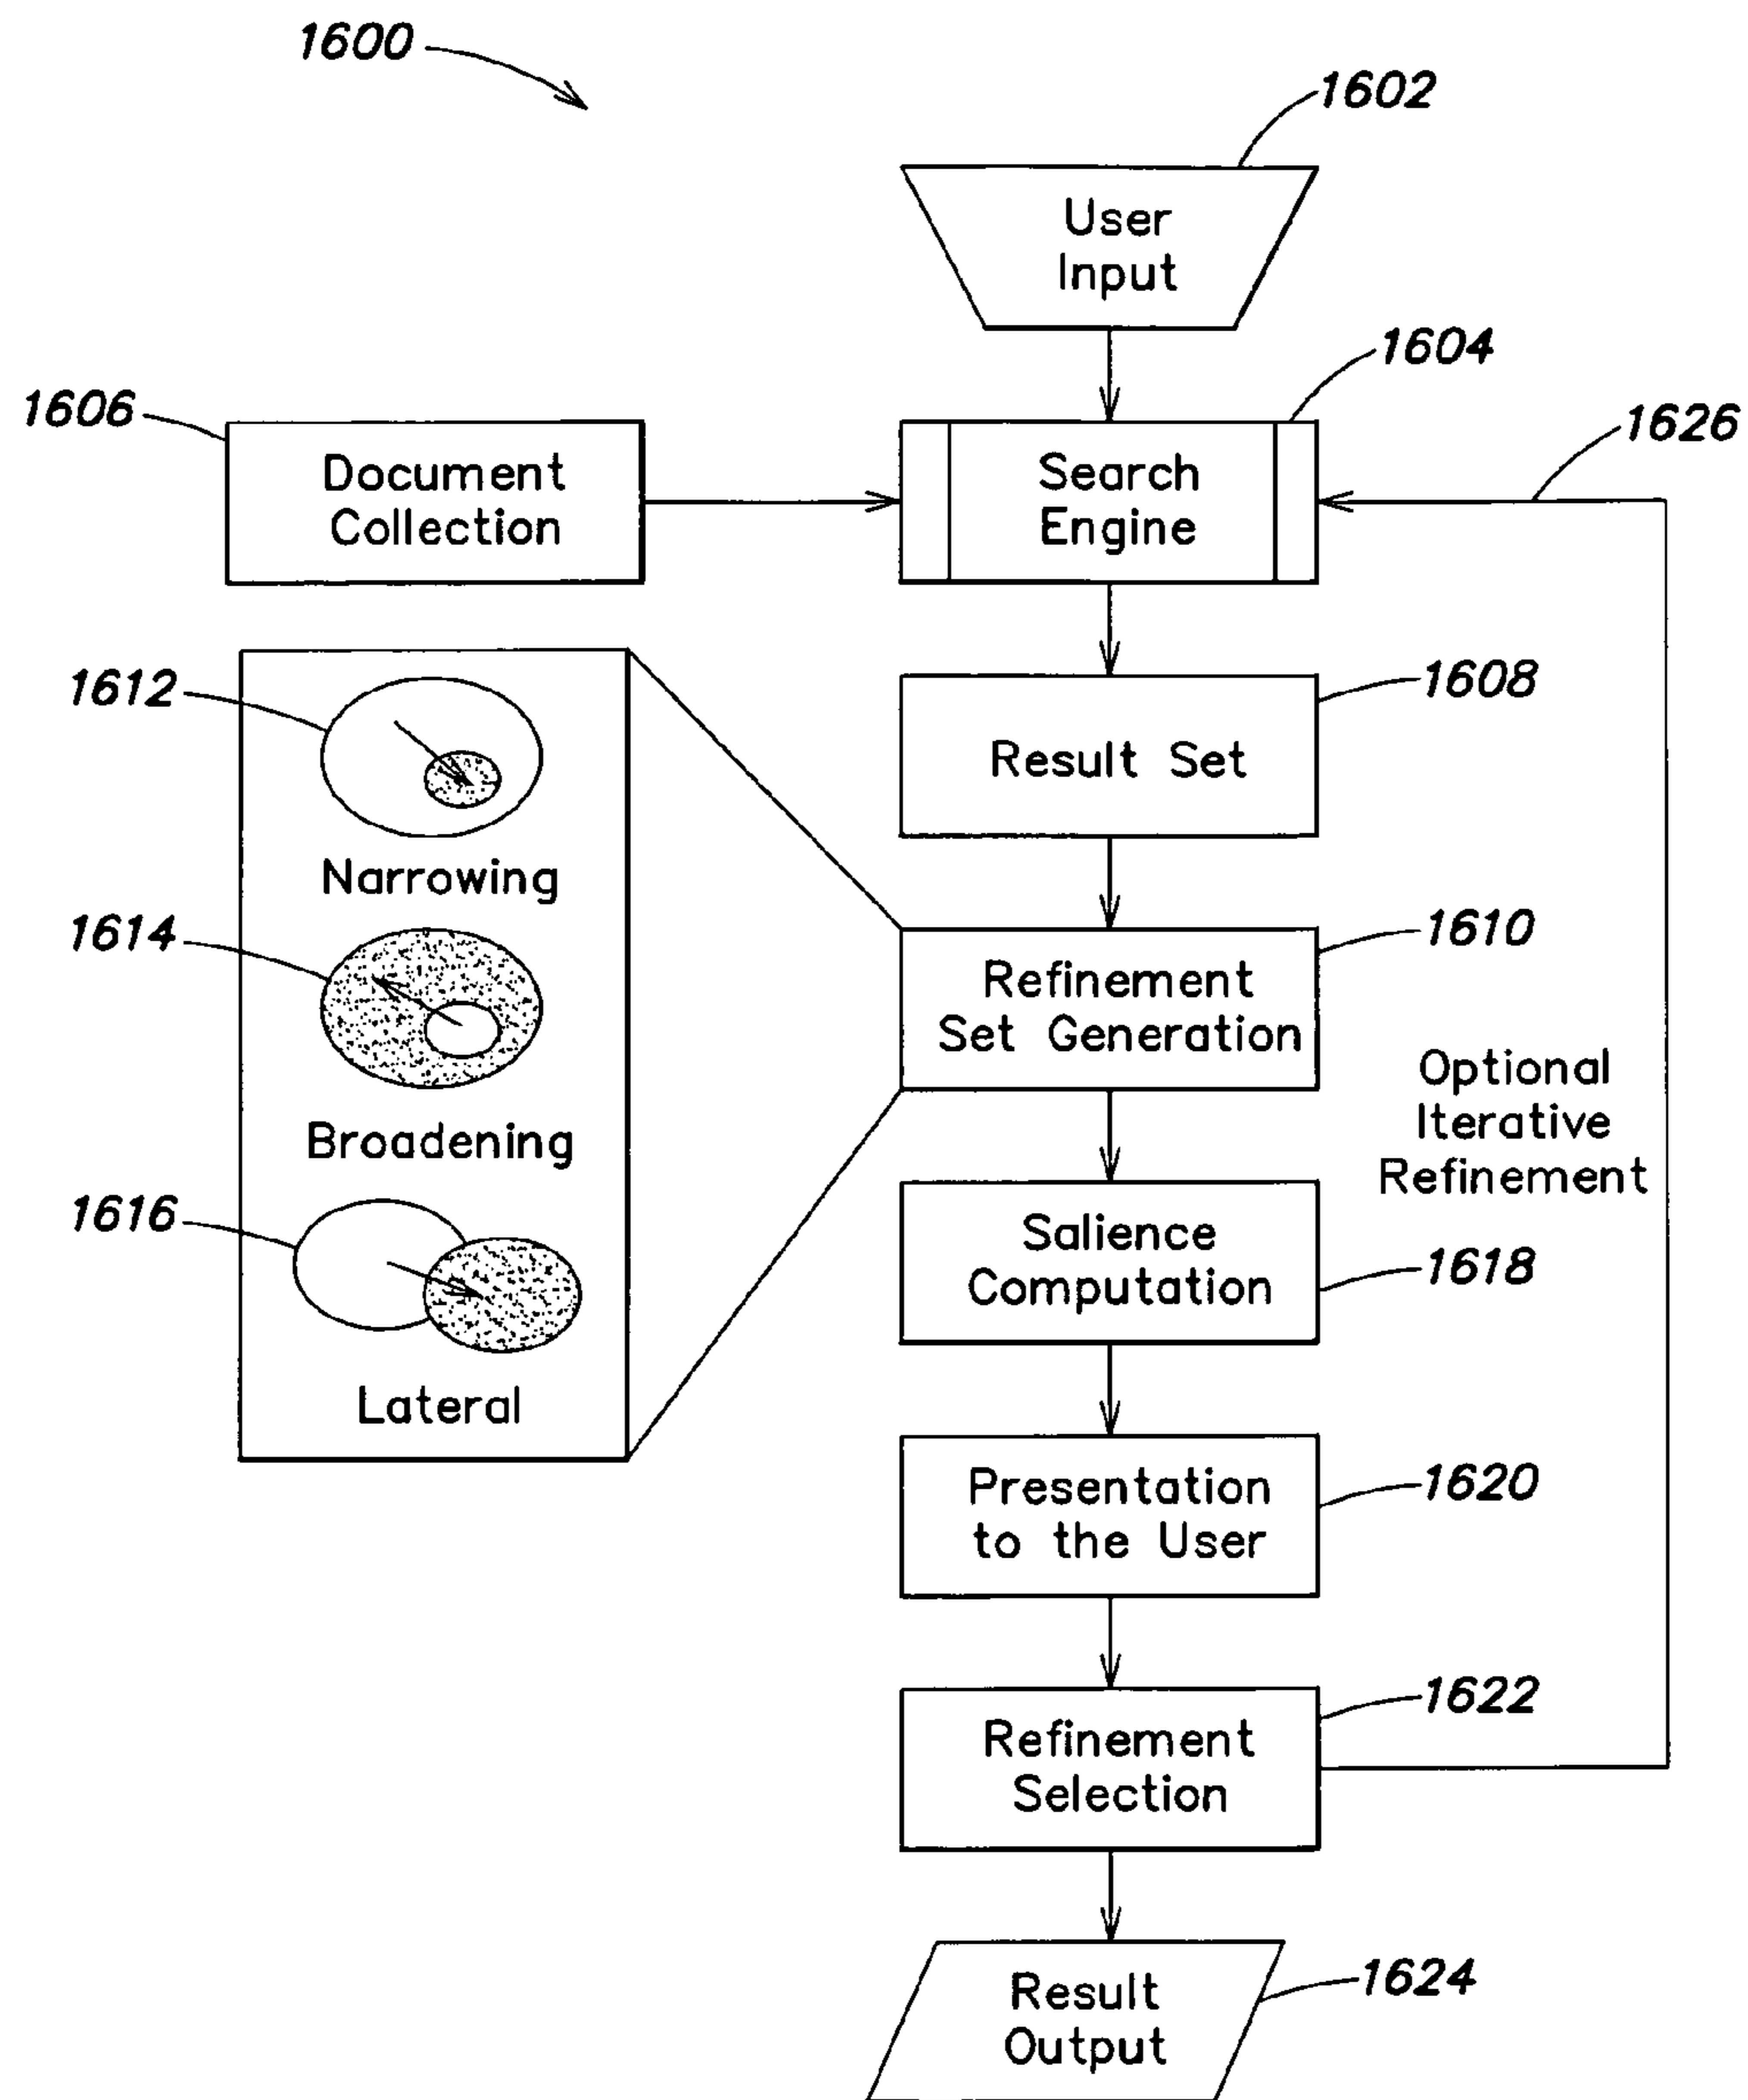 1600
1602
User
Input
1604
1606
1626
Document
Collection
Search
Engine
1612
1608
Result Set
Narrowing
1614
1610
Refinement
Set Generation
Optional
Iterative
Refinement
Broadening
1616
Salience
Computation
1618
Lateral
Presentation
to the User
1620
1622
Refinement
Selection
Result
Output
1624